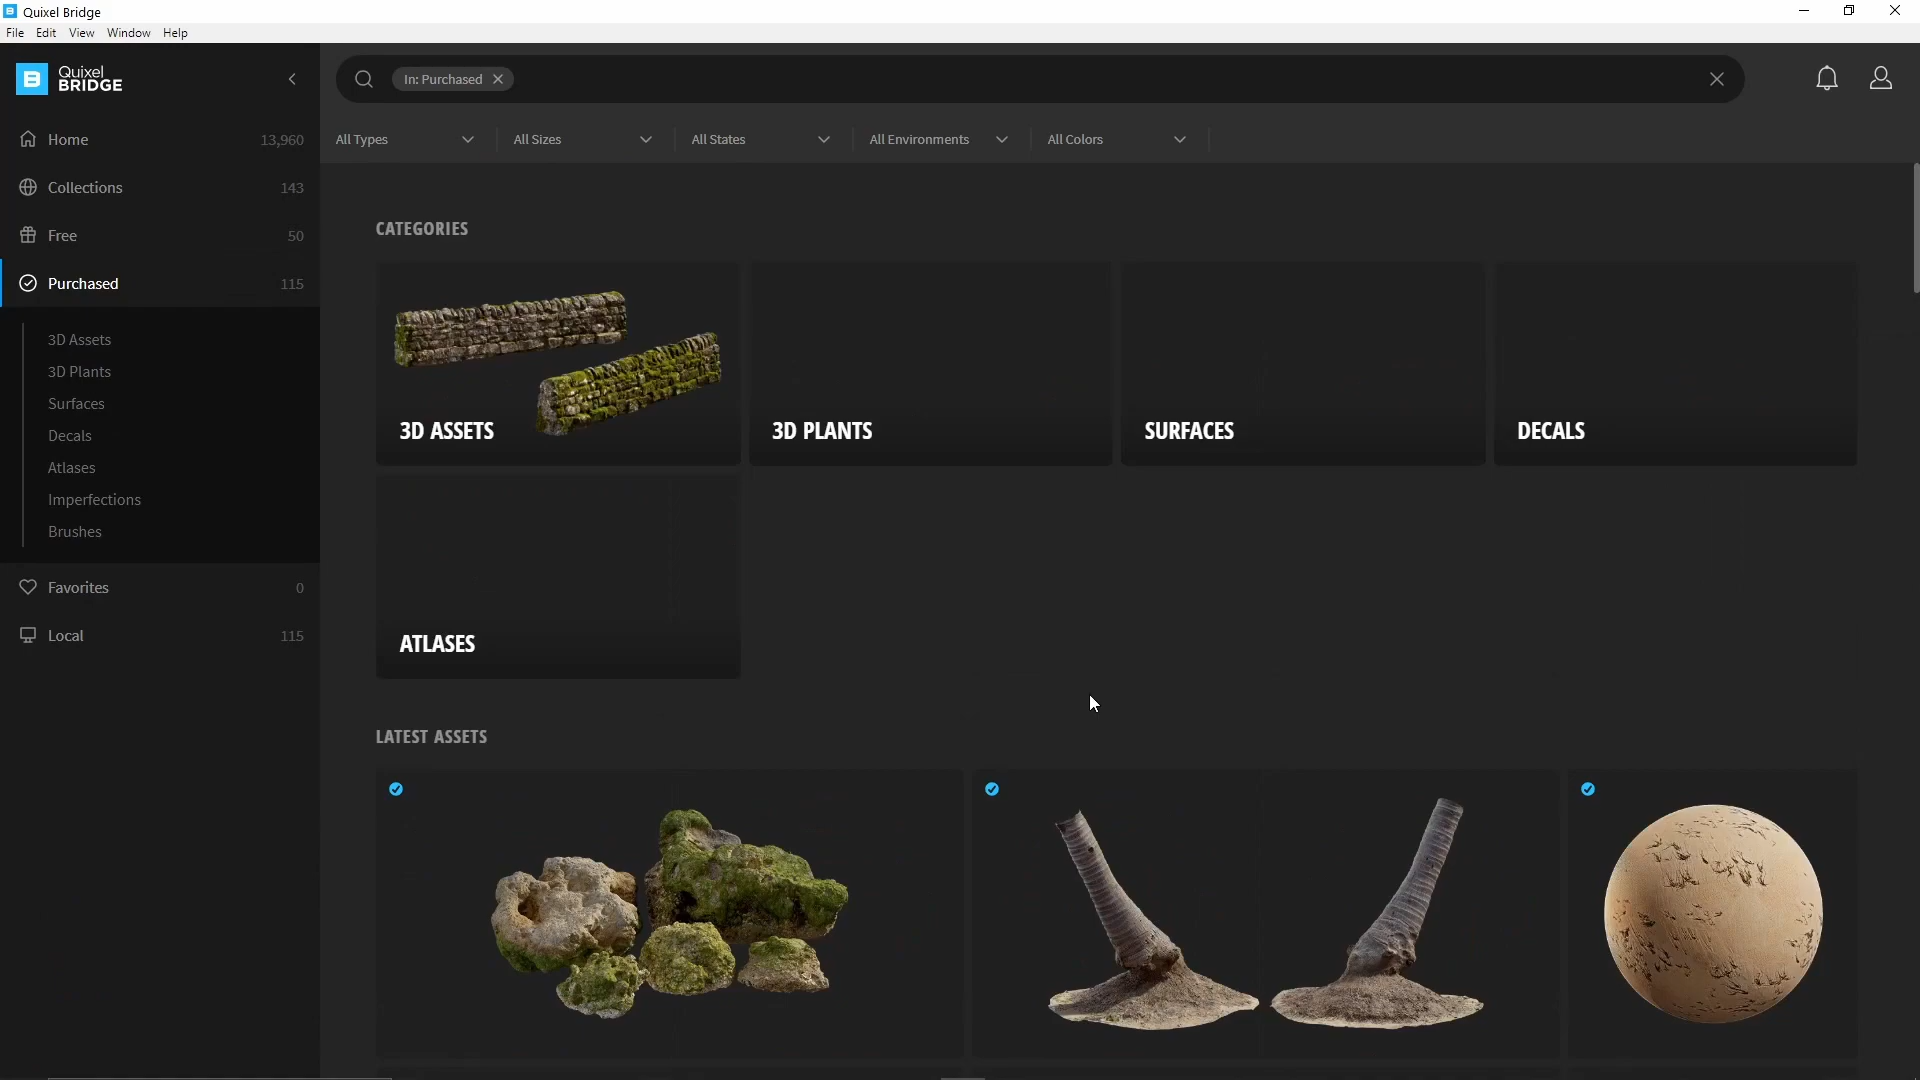 Quixel Bridge
File Edit View Window Help
Quixel
BRIDGE
In: Purchased
All Types
All Sizes
All States
All Environments
All Colors
Home 13,960
Collections 143
Free 50
Purchased 115
3D Assets
3D Plants
Surfaces
Decals
Atlases
Imperfections
Brushes
Favorites 0
Local 115
CATEGORIES
3D ASSETS
3D PLANTS
SURFACES
DECALS
ATLASES
LATEST ASSETS